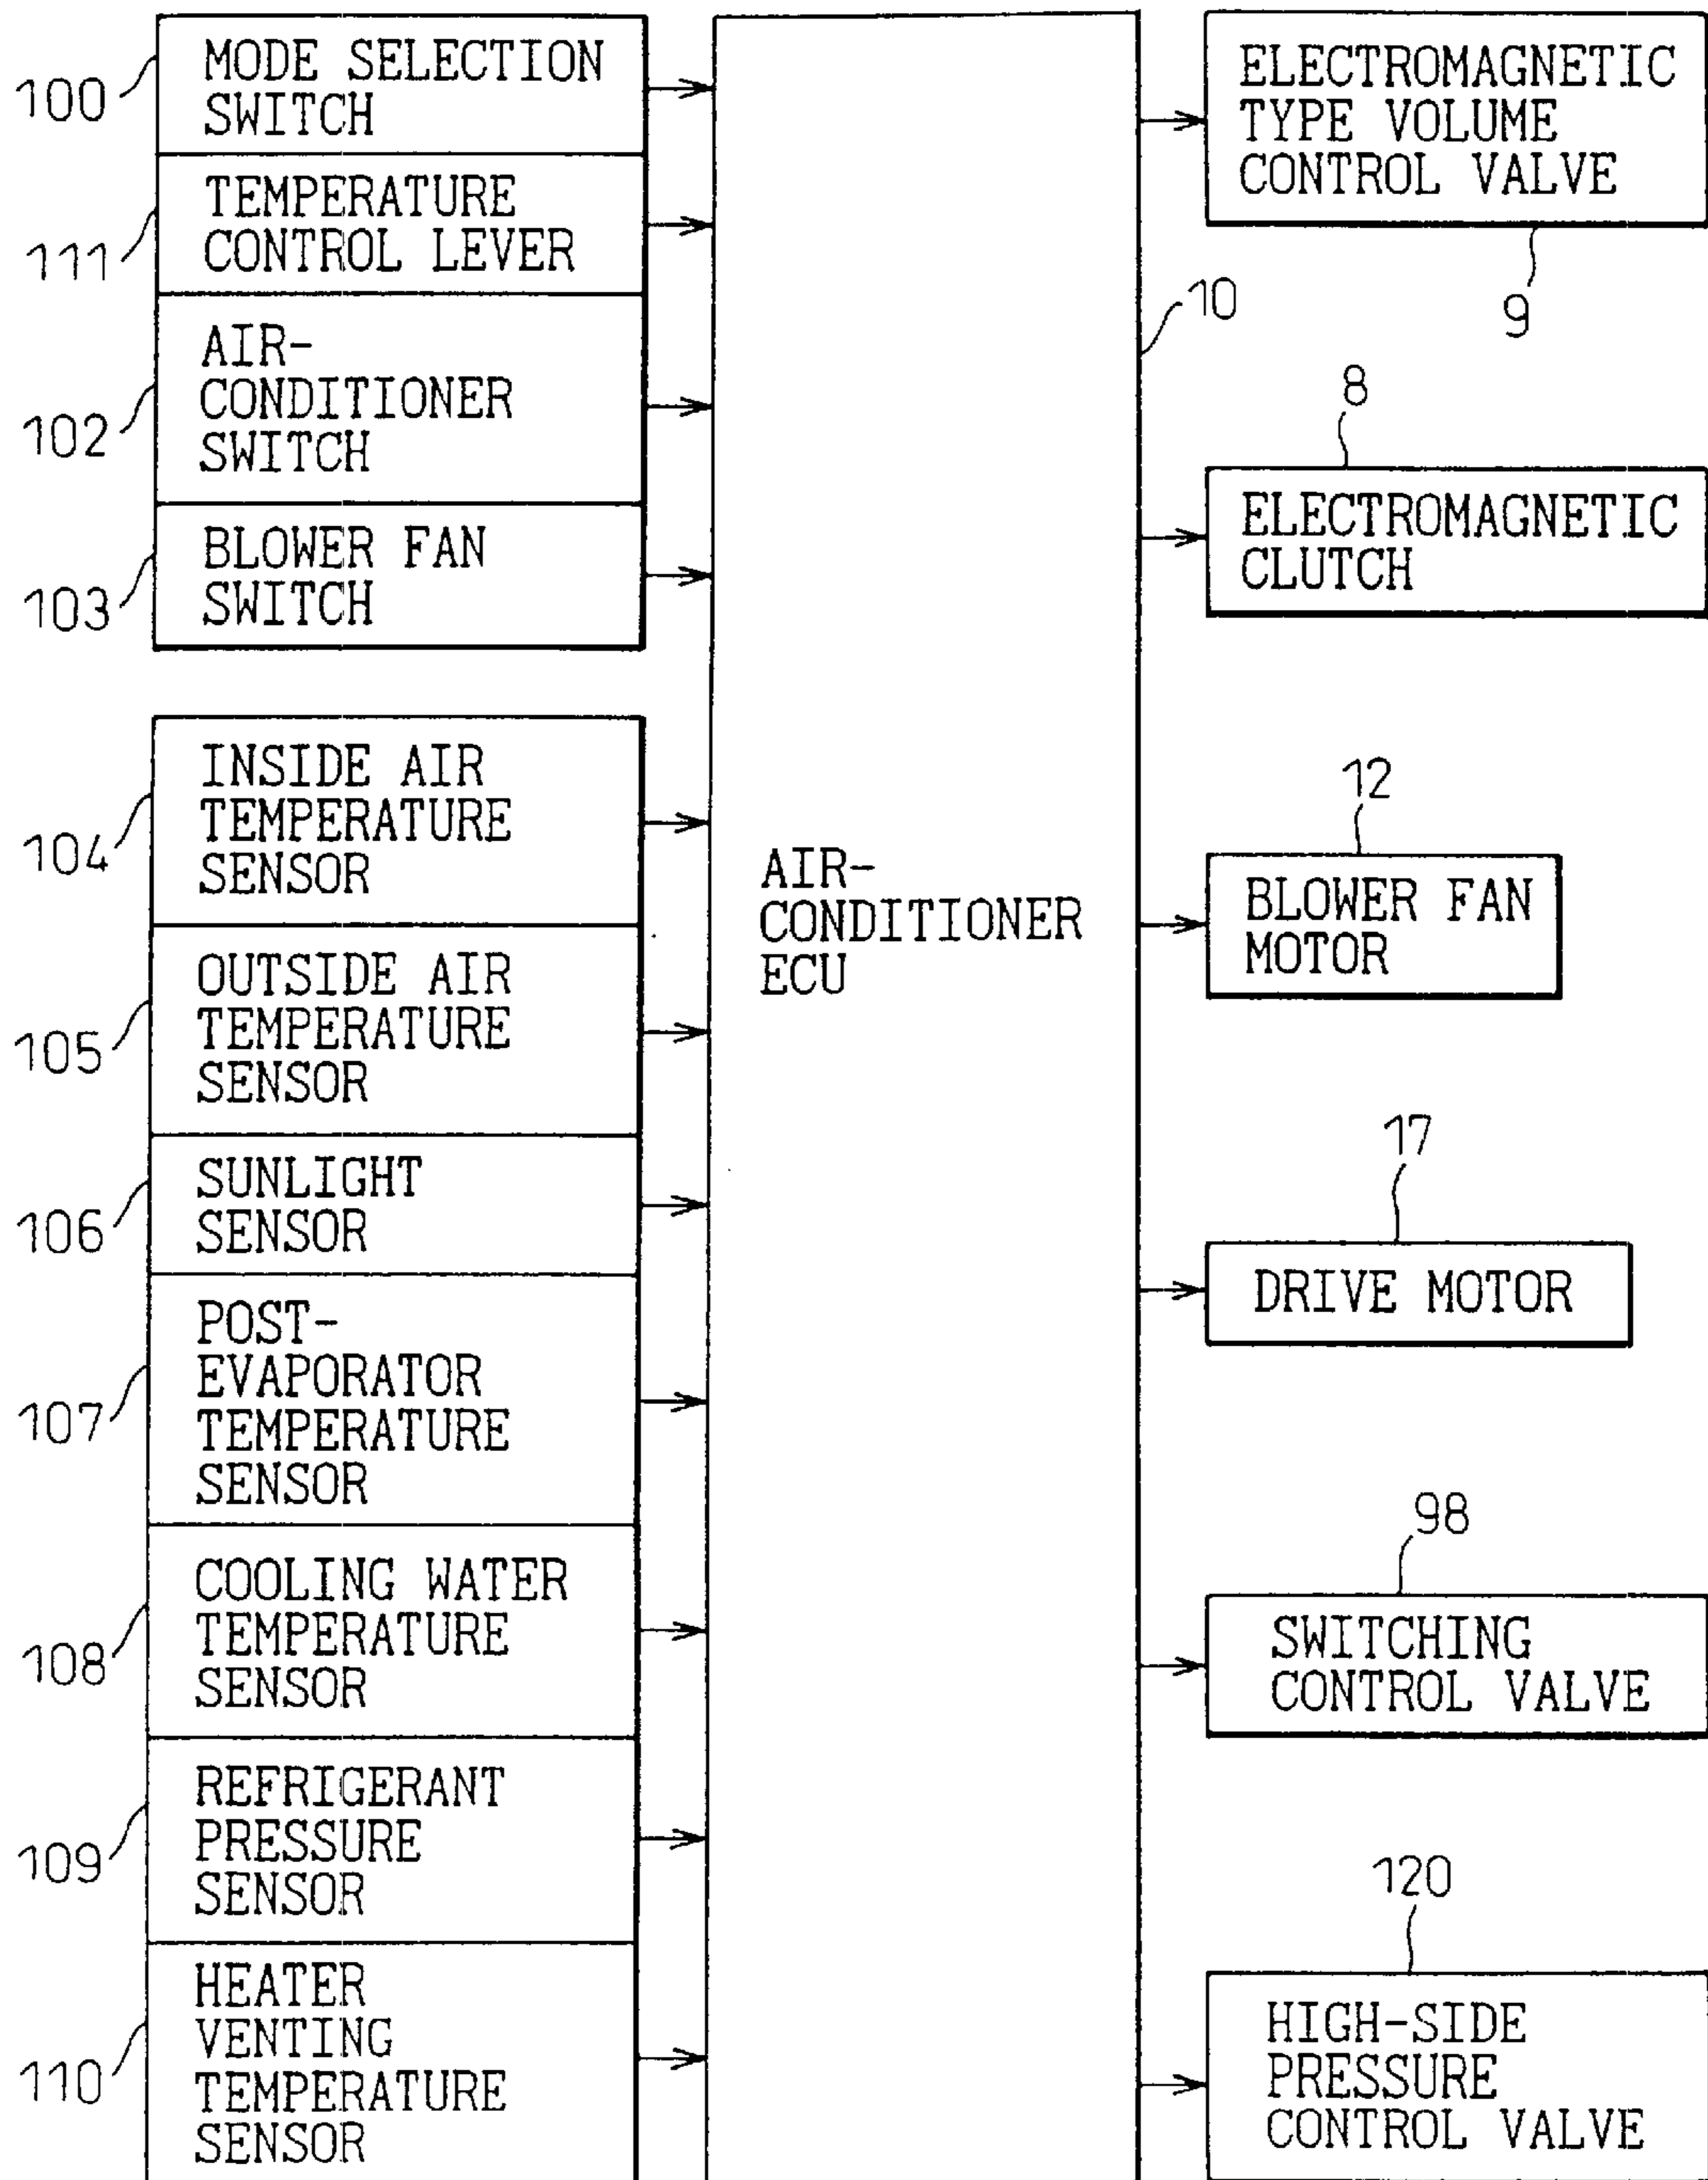 100
MODE SELECTION
SWITCH
111
TEMPERATURE
CONTROL LEVER
102
AIR-
CONDITIONER
SWITCH
103
BLOWER FAN
SWITCH
104
INSIDE AIR
TEMPERATURE
SENSOR
105
OUTSIDE AIR
TEMPERATURE
SENSOR
106
SUNLIGHT
SENSOR
107
POST-
EVAPORATOR
TEMPERATURE
SENSOR
108
COOLING WATER
TEMPERATURE
SENSOR
109
REFRIGERANT
PRESSURE
SENSOR
110
HEATER
VENTING
TEMPERATURE
SENSOR
AIR-
CONDITIONER
ECU
10
ELECTROMAGNETIC
TYPE VOLUME
CONTROL VALVE
9
8
ELECTROMAGNETIC
CLUTCH
12
BLOWER FAN
MOTOR
17
DRIVE MOTOR
98
SWITCHING
CONTROL VALVE
120
HIGH-SIDE
PRESSURE
CONTROL VALVE